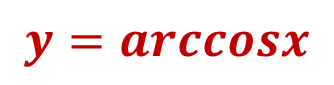 y = arccosx